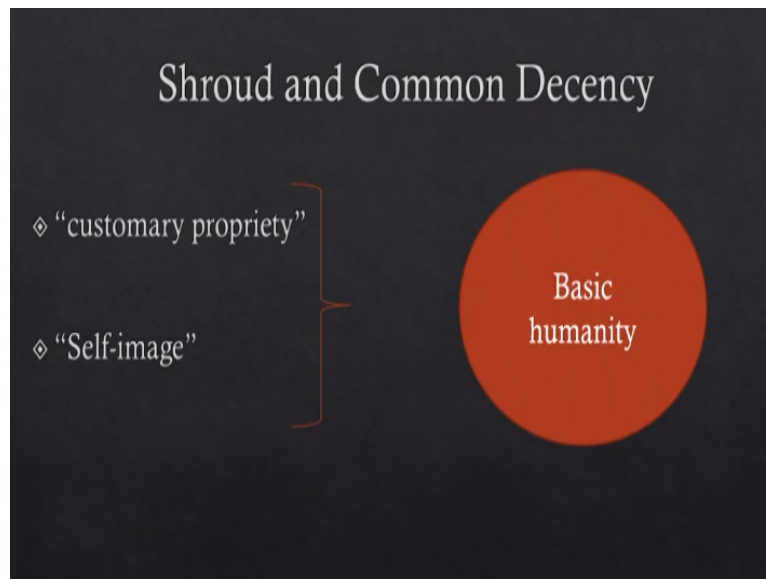 Shroud and Common Decency
“customary propriety”
“Self-image”
Basic
humanity